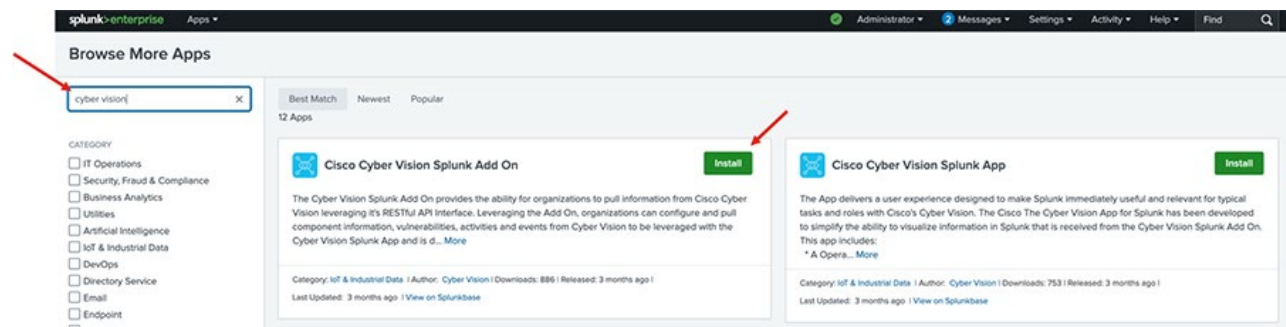 splunk>enterprise Apps ▾ Administrator ▾ 2 Messages ▾ Settings ▾ Activity ▾ Help ▾ Find
Browse More Apps
cyber vision
CATEGORY
IT Operations
Security, Fraud & Compliance
Business Analytics
Utilities
Artificial Intelligence
IoT & Industrial Data
DevOps
Directory Service
Email
Endpoint
Best Match Newest Popular
12 Apps
Cisco Cyber Vision Splunk Add On Install
The Cyber Vision Splunk Add On provides the ability for organizations to pull information from Cisco Cyber
Vision leveraging it's RESTful API Interface. Leveraging the Add On, organizations can configure and pull
component information, vulnerabilities, activities and events from Cyber Vision to be leveraged with the
Cyber Vision Splunk App and is d... More
Category: IoT & Industrial Data | Author: Cyber Vision | Downloads: 886 | Released: 3 months ago |
Last Updated: 3 months ago | View on Splunkbase
Cisco Cyber Vision Splunk App Install
The App delivers a user experience designed to make Splunk immediately useful and relevant for typical
tasks and roles with Cisco's Cyber Vision. The Cisco The Cyber Vision App for Splunk has been developed
to simplify the ability to visualize information in Splunk that is received from the Cyber Vision Splunk Add On.
This app includes:
* A Opera... More
Category: IoT & Industrial Data | Author: Cyber Vision | Downloads: 753 | Released: 3 months ago |
Last Updated: 3 months ago | View on Splunkbase